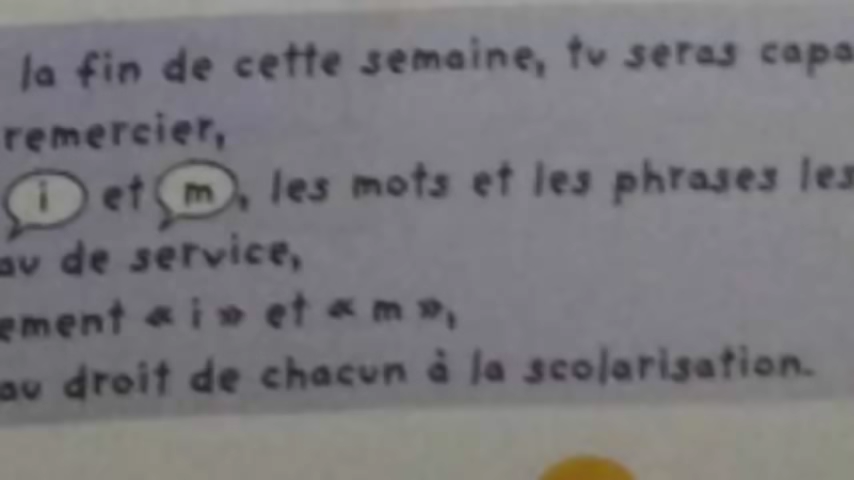 la fin de cette semaine, tu seras capa
remercier,
i et m, les mots et les phrases les
au de service,
ement « i » et « m »,
au droit de chacun à la scolarisation.